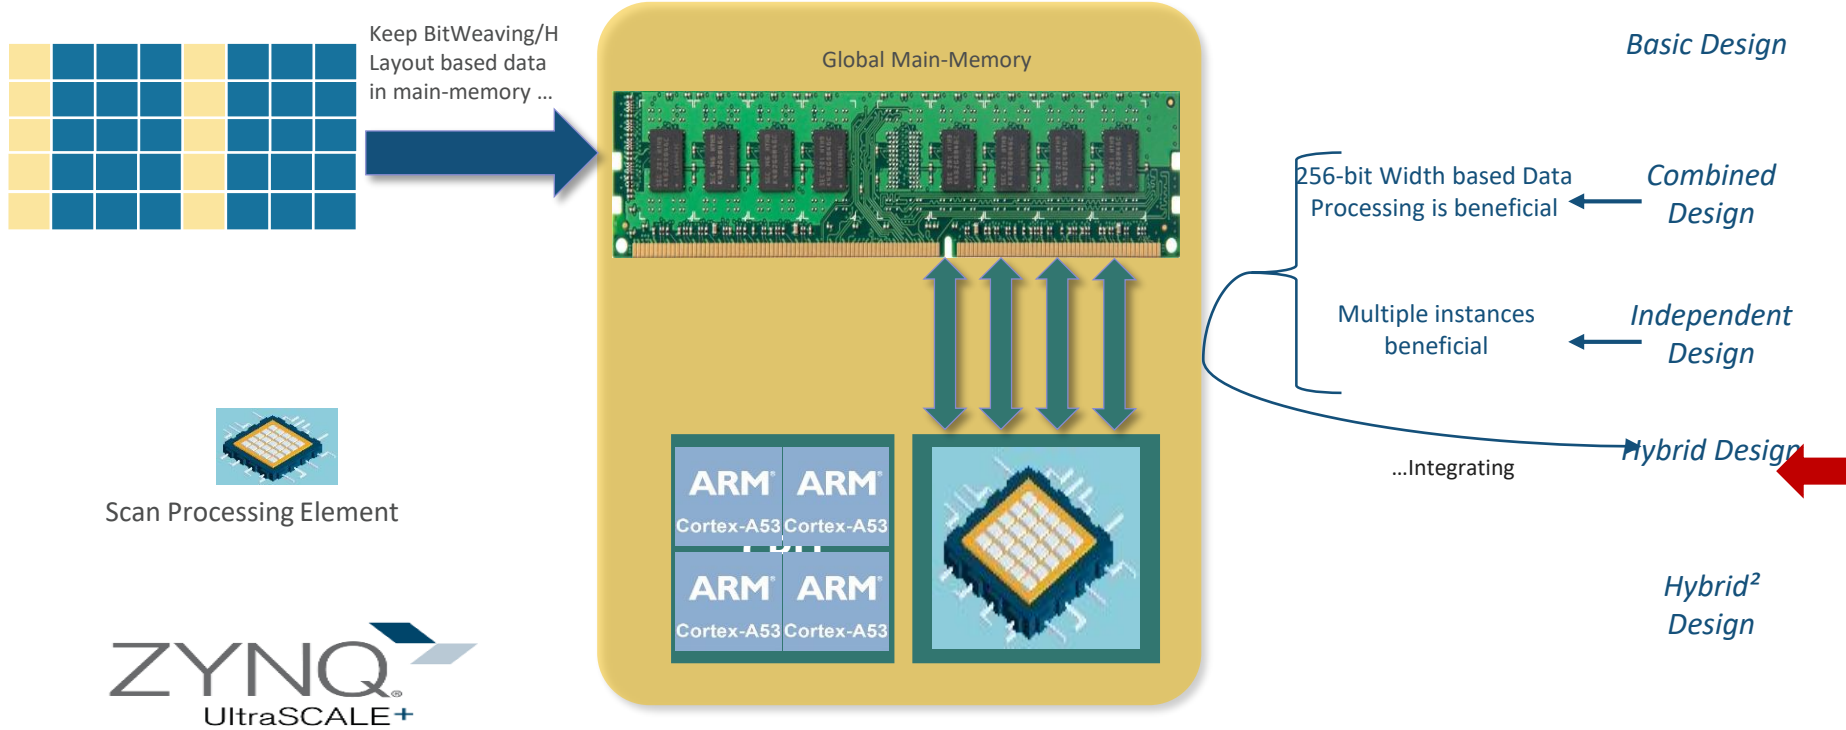 Keep BitWeaving/H
Layout based data
in main-memory ...
Global Main-Memory
Basic Design
256-bit Width based Data
Processing is beneficial
Combined
Design
Multiple instances
beneficial
Independent
Design
...Integrating
Hybrid Design
Hybrid²
Design
Scan Processing Element
ARM® ARM®
Cortex-A53 Cortex-A53
ARM® ARM®
Cortex-A53 Cortex-A53
ZYNQ®
UltraSCALE+